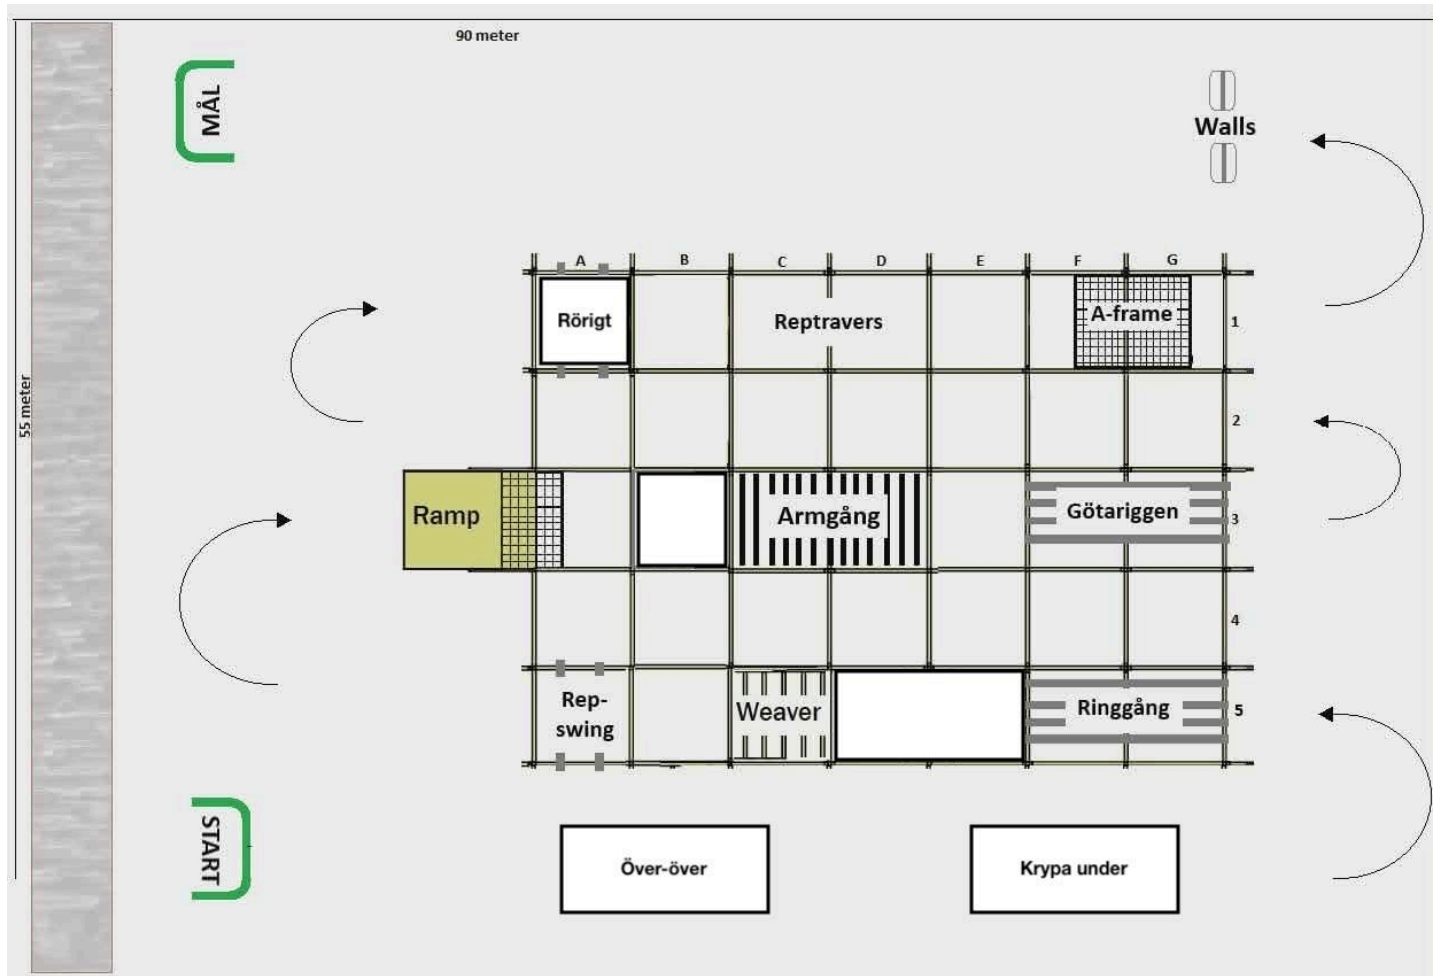 90 meter
MÅL
Walls
A B C D E F G
Rörigt
Reptravers
A-frame
1
55 meter
2
Ramp
Armgång
Götariggen
3
4
Rep-
swing
Weaver
Ringgång
5
START
Över-över
Krypa under